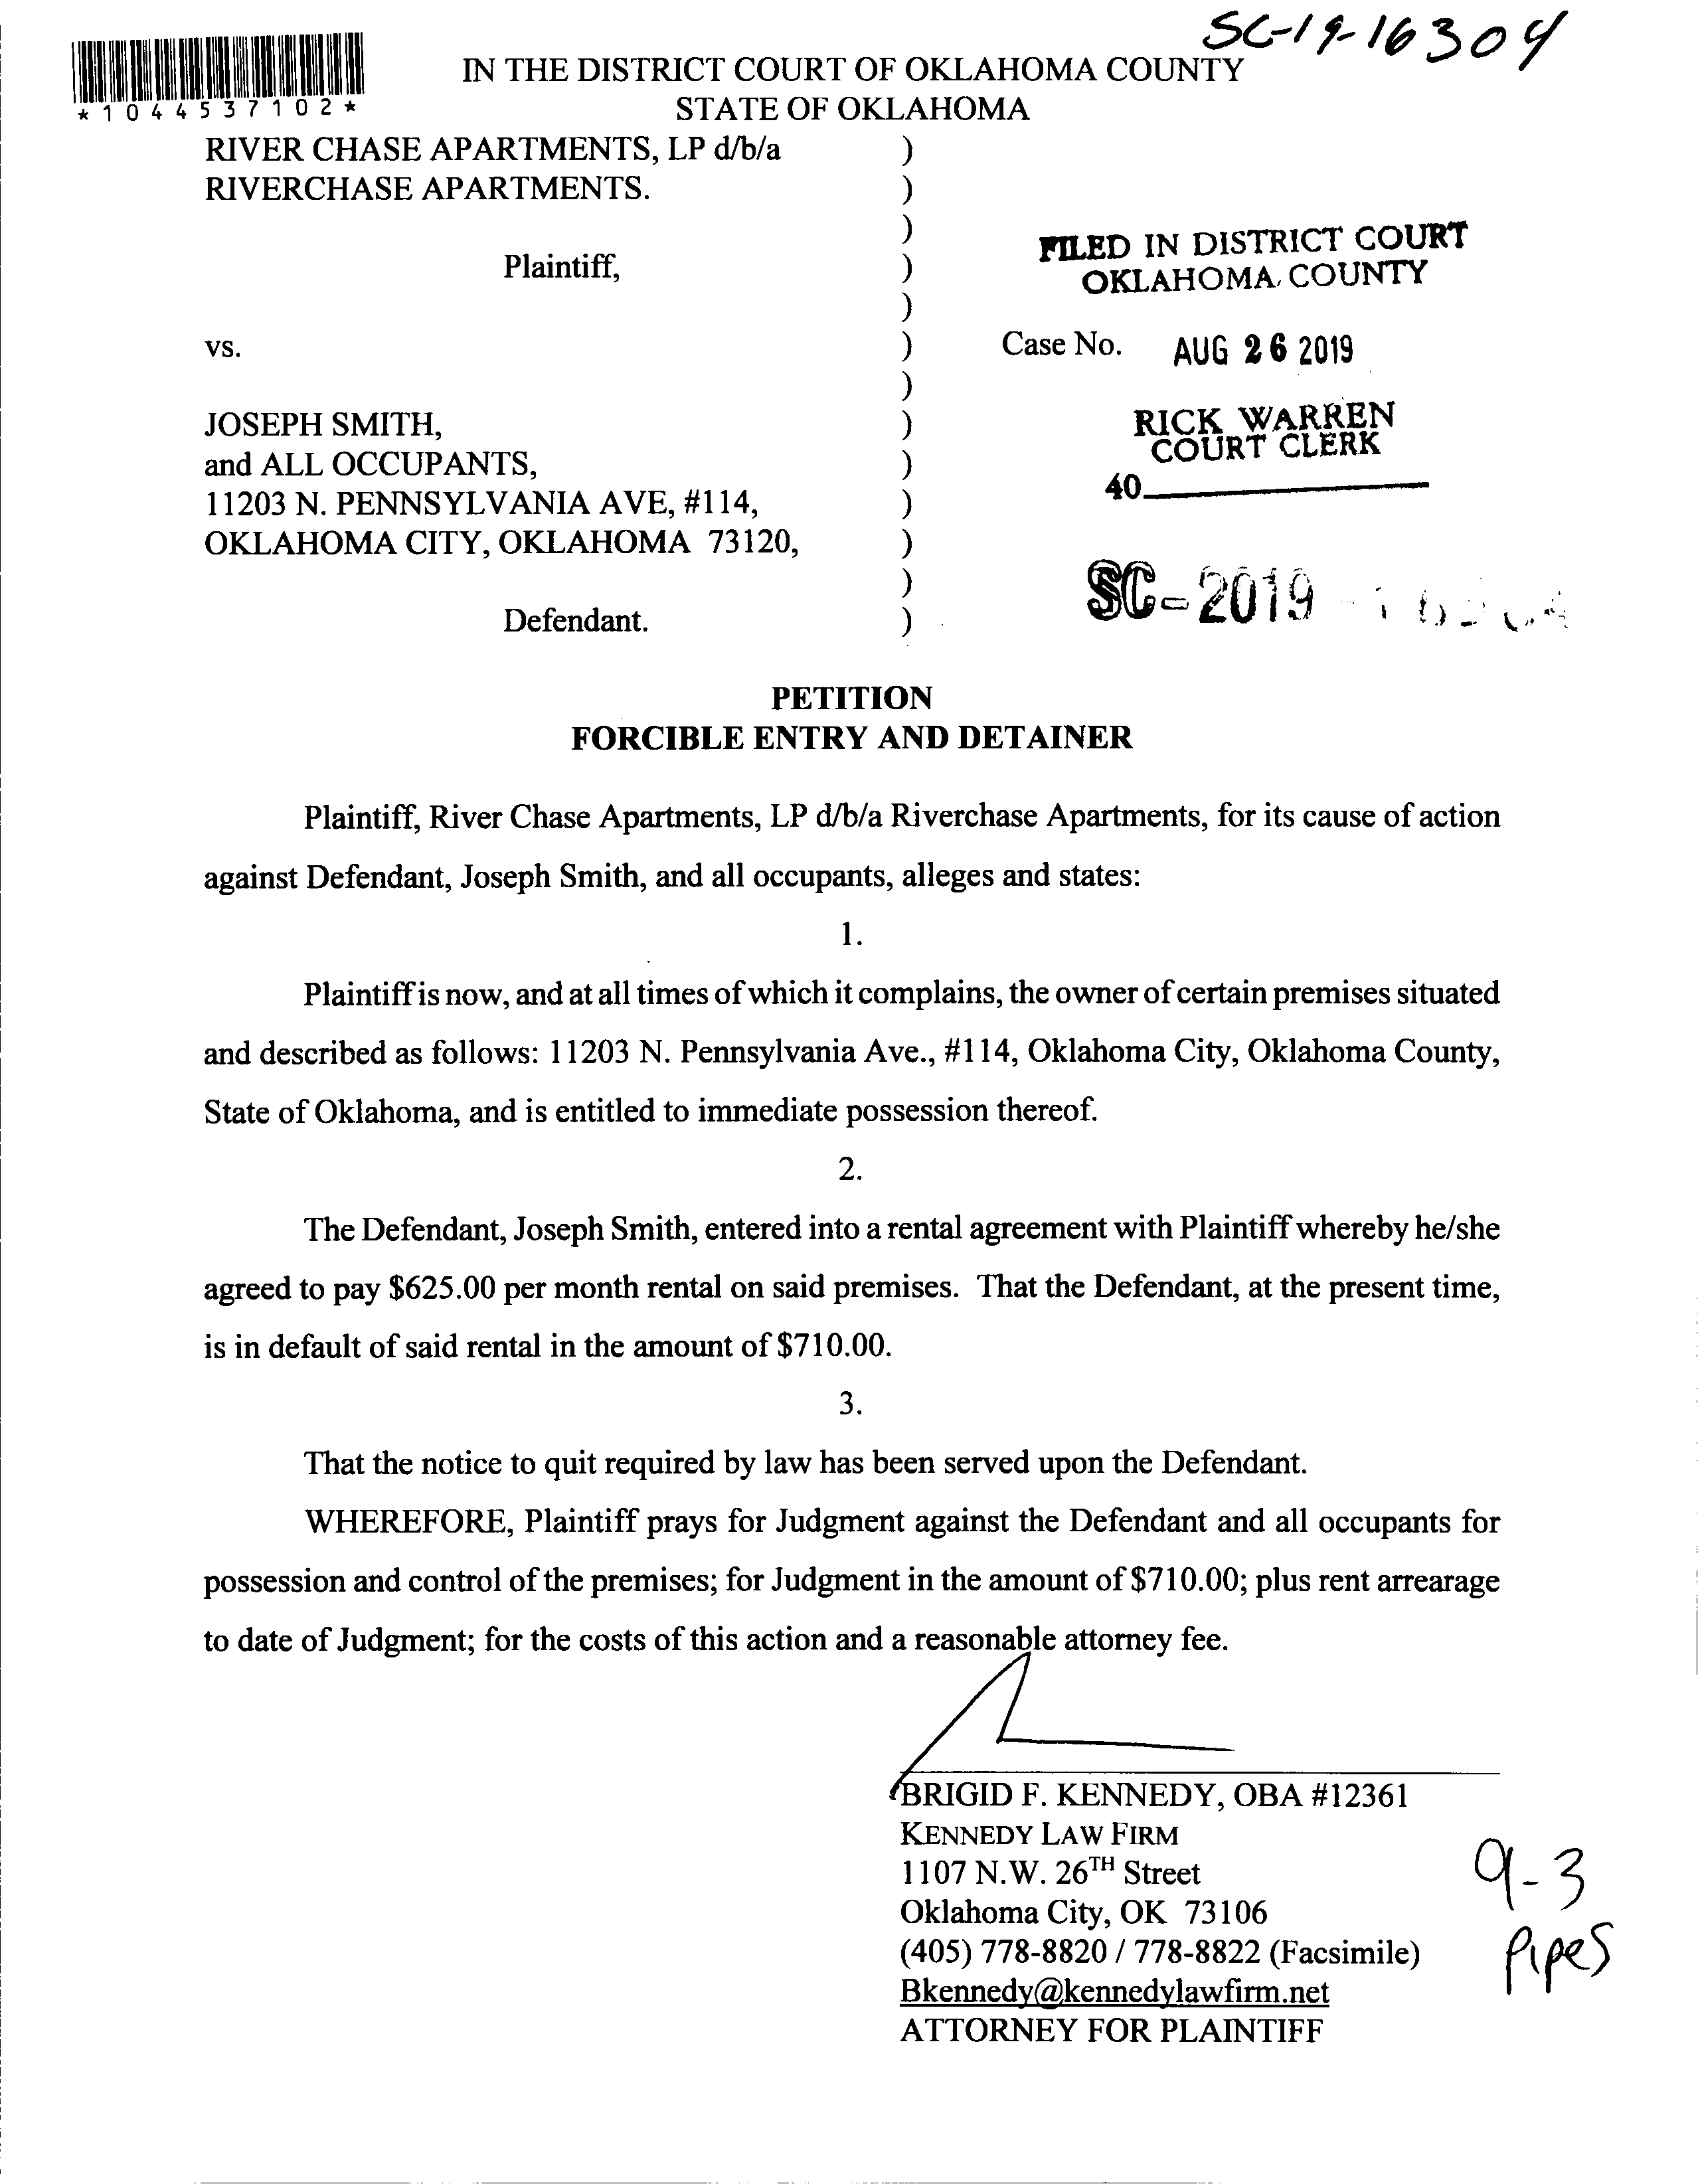 SC-19-16304
*1044537102*
IN THE DISTRICT COURT OF OKLAHOMA COUNTY
STATE OF OKLAHOMA
RIVER CHASE APARTMENTS, LP d/b/a )
RIVERCHASE APARTMENTS. )
)
Plaintiff, )
)
vs. )
)
JOSEPH SMITH, )
and ALL OCCUPANTS, )
11203 N. PENNSYLVANIA AVE, #114, )
OKLAHOMA CITY, OKLAHOMA 73120, )
)
Defendant. )
FILED IN DISTRICT COURT
OKLAHOMA COUNTY
Case No. AUG 26 2019
RICK WARREN
COURT CLERK
40
SC-2019
PETITION
FORCIBLE ENTRY AND DETAINER
Plaintiff, River Chase Apartments, LP d/b/a Riverchase Apartments, for its cause of action
against Defendant, Joseph Smith, and all occupants, alleges and states:
1.
Plaintiff is now, and at all times of which it complains, the owner of certain premises situated
and described as follows: 11203 N. Pennsylvania Ave., #114, Oklahoma City, Oklahoma County,
State of Oklahoma, and is entitled to immediate possession thereof.
2.
The Defendant, Joseph Smith, entered into a rental agreement with Plaintiff whereby he/she
agreed to pay $625.00 per month rental on said premises. That the Defendant, at the present time,
is in default of said rental in the amount of $710.00.
3.
That the notice to quit required by law has been served upon the Defendant.
WHEREFORE, Plaintiff prays for Judgment against the Defendant and all occupants for
possession and control of the premises; for Judgment in the amount of $710.00; plus rent arrearage
to date of Judgment; for the costs of this action and a reasonable attorney fee.
BRIGID F. KENNEDY, OBA #12361
KENNEDY LAW FIRM
1107 N.W. 26TH Street
Oklahoma City, OK 73106
(405) 778-8820 / 778-8822 (Facsimile)
Bkennedy@kennedylawfirm.net
ATTORNEY FOR PLAINTIFF
9-3
Pipes